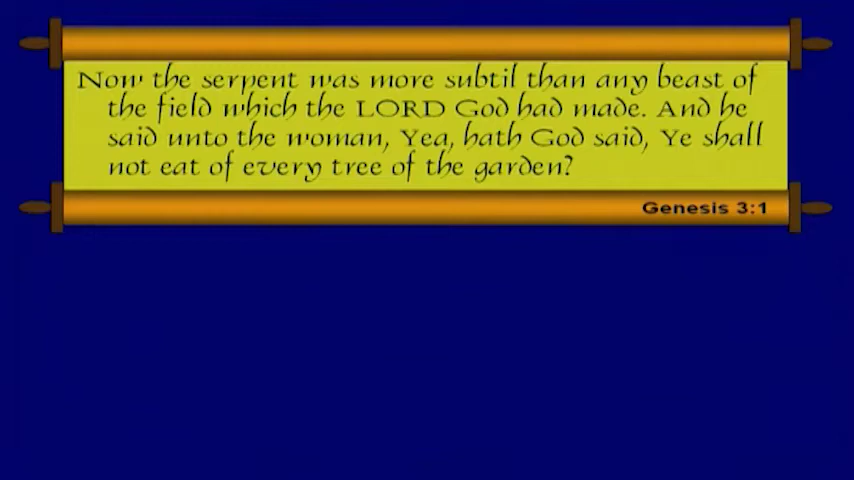 Now the serpent was more subtil than any beast of
the field which the LORD God had made. And he
said unto the woman, Yea, hath God said, Ye shall
not eat of every tree of the garden?
Genesis 3:1